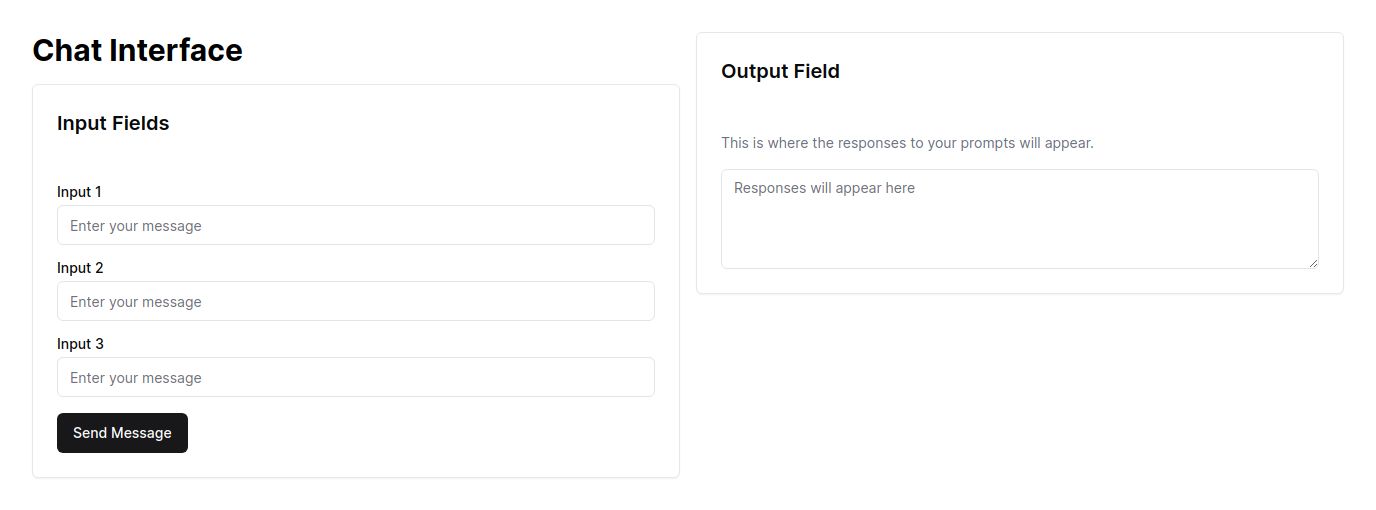 Chat Interface
Input Fields
Input 1
Enter your message
Input 2
Enter your message
Input 3
Enter your message
Send Message
Output Field
This is where the responses to your prompts will appear.
Responses will appear here